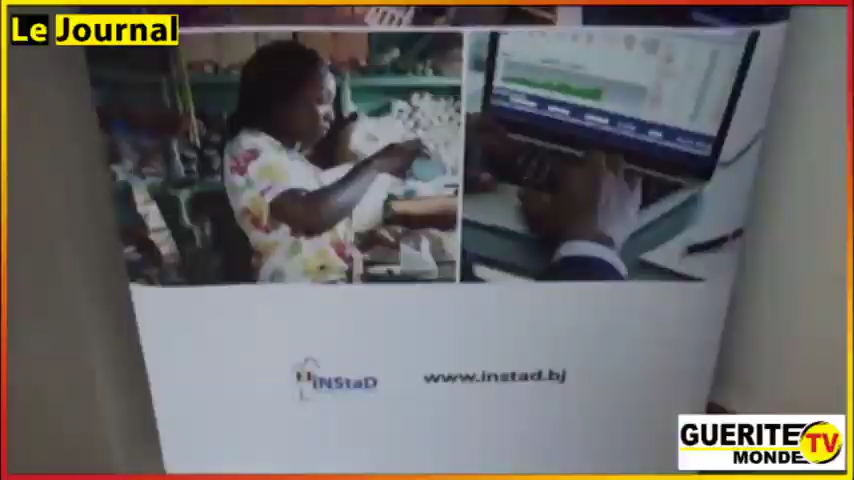 Le Journal
INStaD
www.instad.bj
GUERITE TV
MONDE